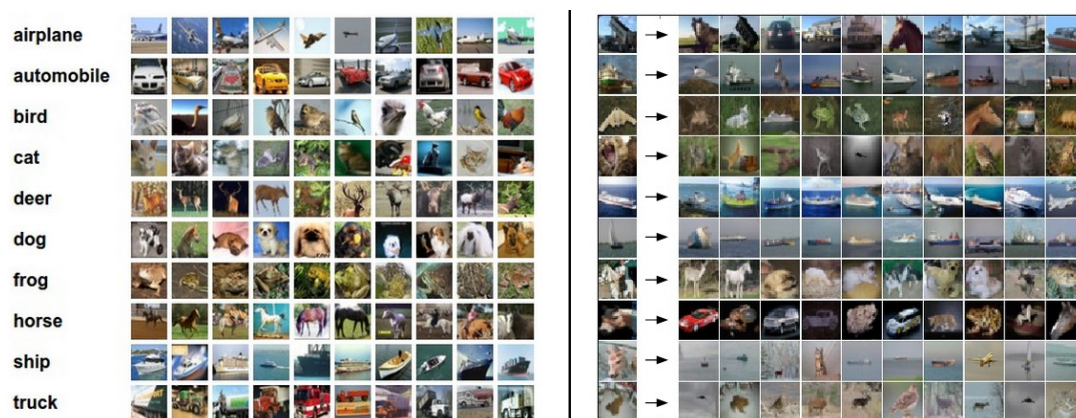 airplane
automobile
bird
cat
deer
dog
frog
horse
ship
truck